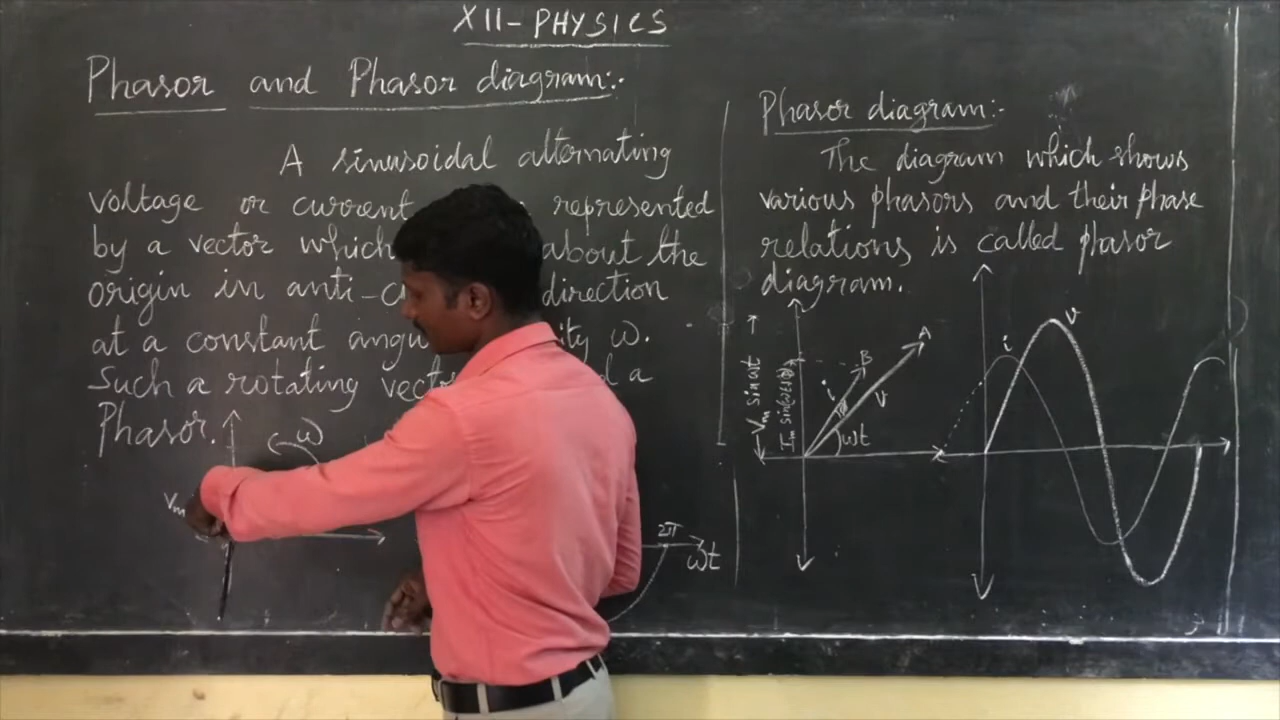 XII-PHYSICS
Phasor and Phasor diagram:-
A sinusoidal alternating
voltage or current represented
by a vector which about the
origin in anti- direction
at a constant ω.
Such a rotating a
Phasor.
ω
Vm
2π
ωt
Phasor diagram:-
The diagram which shows
various phasors and their phase
relations is called phasor
diagram.
Vm sin ωt
B
A
i
v
ωt
i
v